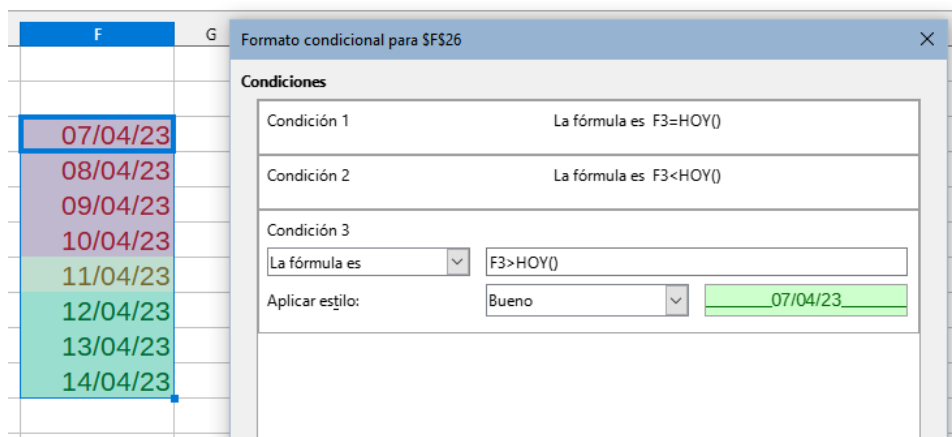 F
G
Formato condicional para $F$26
Condiciones
Condición 1 La fórmula es F3=HOY()
07/04/23
08/04/23
Condición 2 La fórmula es F3<HOY()
09/04/23
10/04/23
Condición 3
11/04/23
La fórmula es F3>HOY()
12/04/23
Aplicar estilo: Bueno 07/04/23
13/04/23
14/04/23